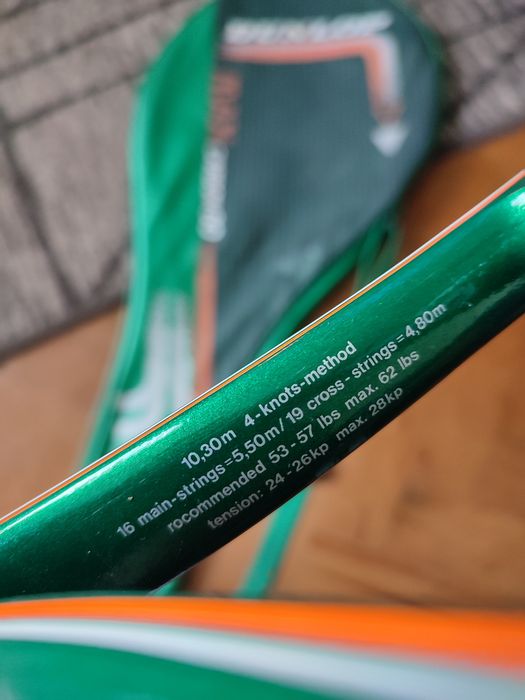 DUNLOP
10,30m 4-knots-method
16 main-strings=5,50m/ 19 cross-strings=4,80m
rocommended 53-57 lbs max. 62 lbs
tension: 24-26kp max. 28kp